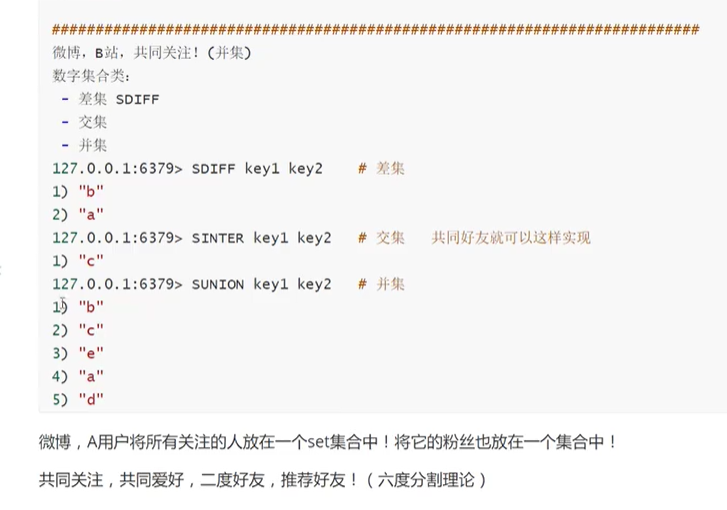 ##########################################################################
微博，B站，共同关注！(并集)
数字集合类：
- 差集 SDIFF
- 交集
- 并集
127.0.0.1:6379> SDIFF key1 key2 # 差集
1) "b"
2) "a"
127.0.0.1:6379> SINTER key1 key2 # 交集 共同好友就可以这样实现
1) "c"
127.0.0.1:6379> SUNION key1 key2 # 并集
1) "b"
2) "c"
3) "e"
4) "a"
5) "d"
微博，A用户将所有关注的人放在一个set集合中！将它的粉丝也放在一个集合中！
共同关注，共同爱好，二度好友，推荐好友！（六度分割理论）